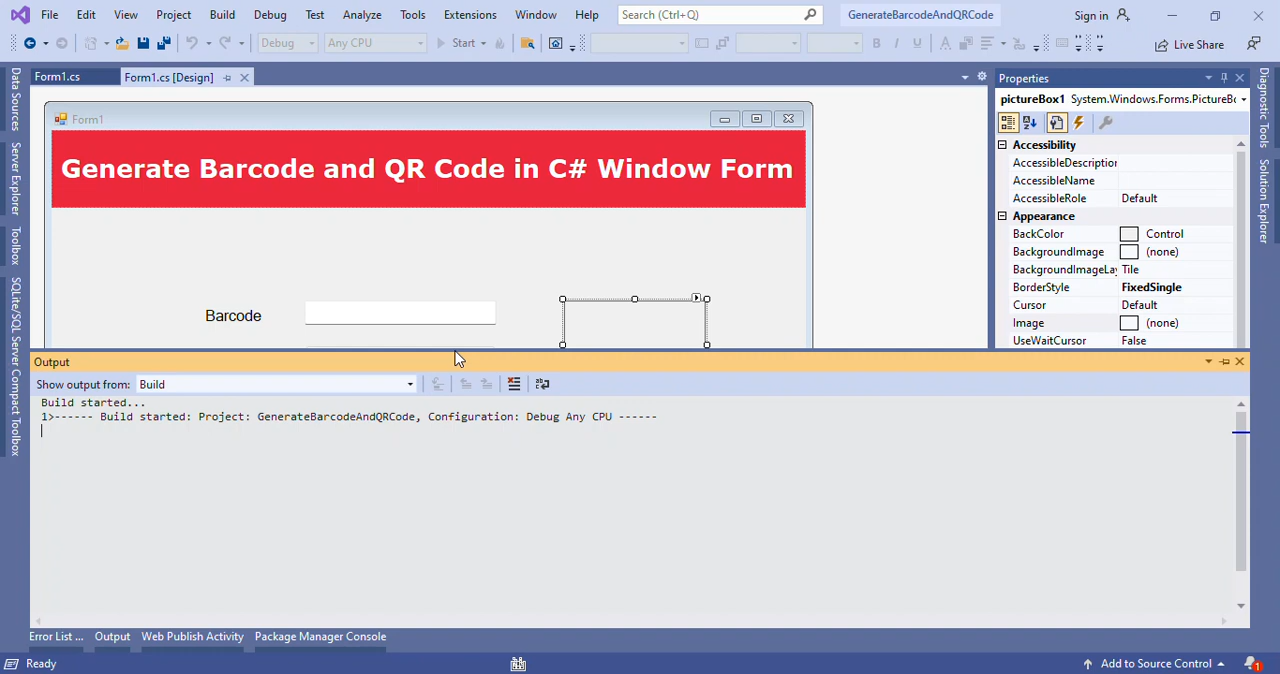 File Edit View Project Build Debug Test Analyze Tools Extensions Window Help Search (Ctrl+Q) GenerateBarcodeAndQRCode Sign in
Debug Any CPU Start Live Share
Form1.cs Form1.cs [Design]
Properties
pictureBox1 System.Windows.Forms.PictureBo
Form1
Generate Barcode and QR Code in C# Window Form
Barcode
Accessibility
AccessibleDescription
AccessibleName
AccessibleRole Default
Appearance
BackColor Control
BackgroundImage (none)
BackgroundImageLay Tile
BorderStyle FixedSingle
Cursor Default
Image (none)
UseWaitCursor False
Data Sources
Server Explorer
Toolbox
SQLite/SQL Server Compact Toolbox
Diagnostic Tools
Solution Explorer
Output
Show output from: Build
Build started...
1>------ Build started: Project: GenerateBarcodeAndQRCode, Configuration: Debug Any CPU ------
Error List ... Output Web Publish Activity Package Manager Console
Ready Add to Source Control 1